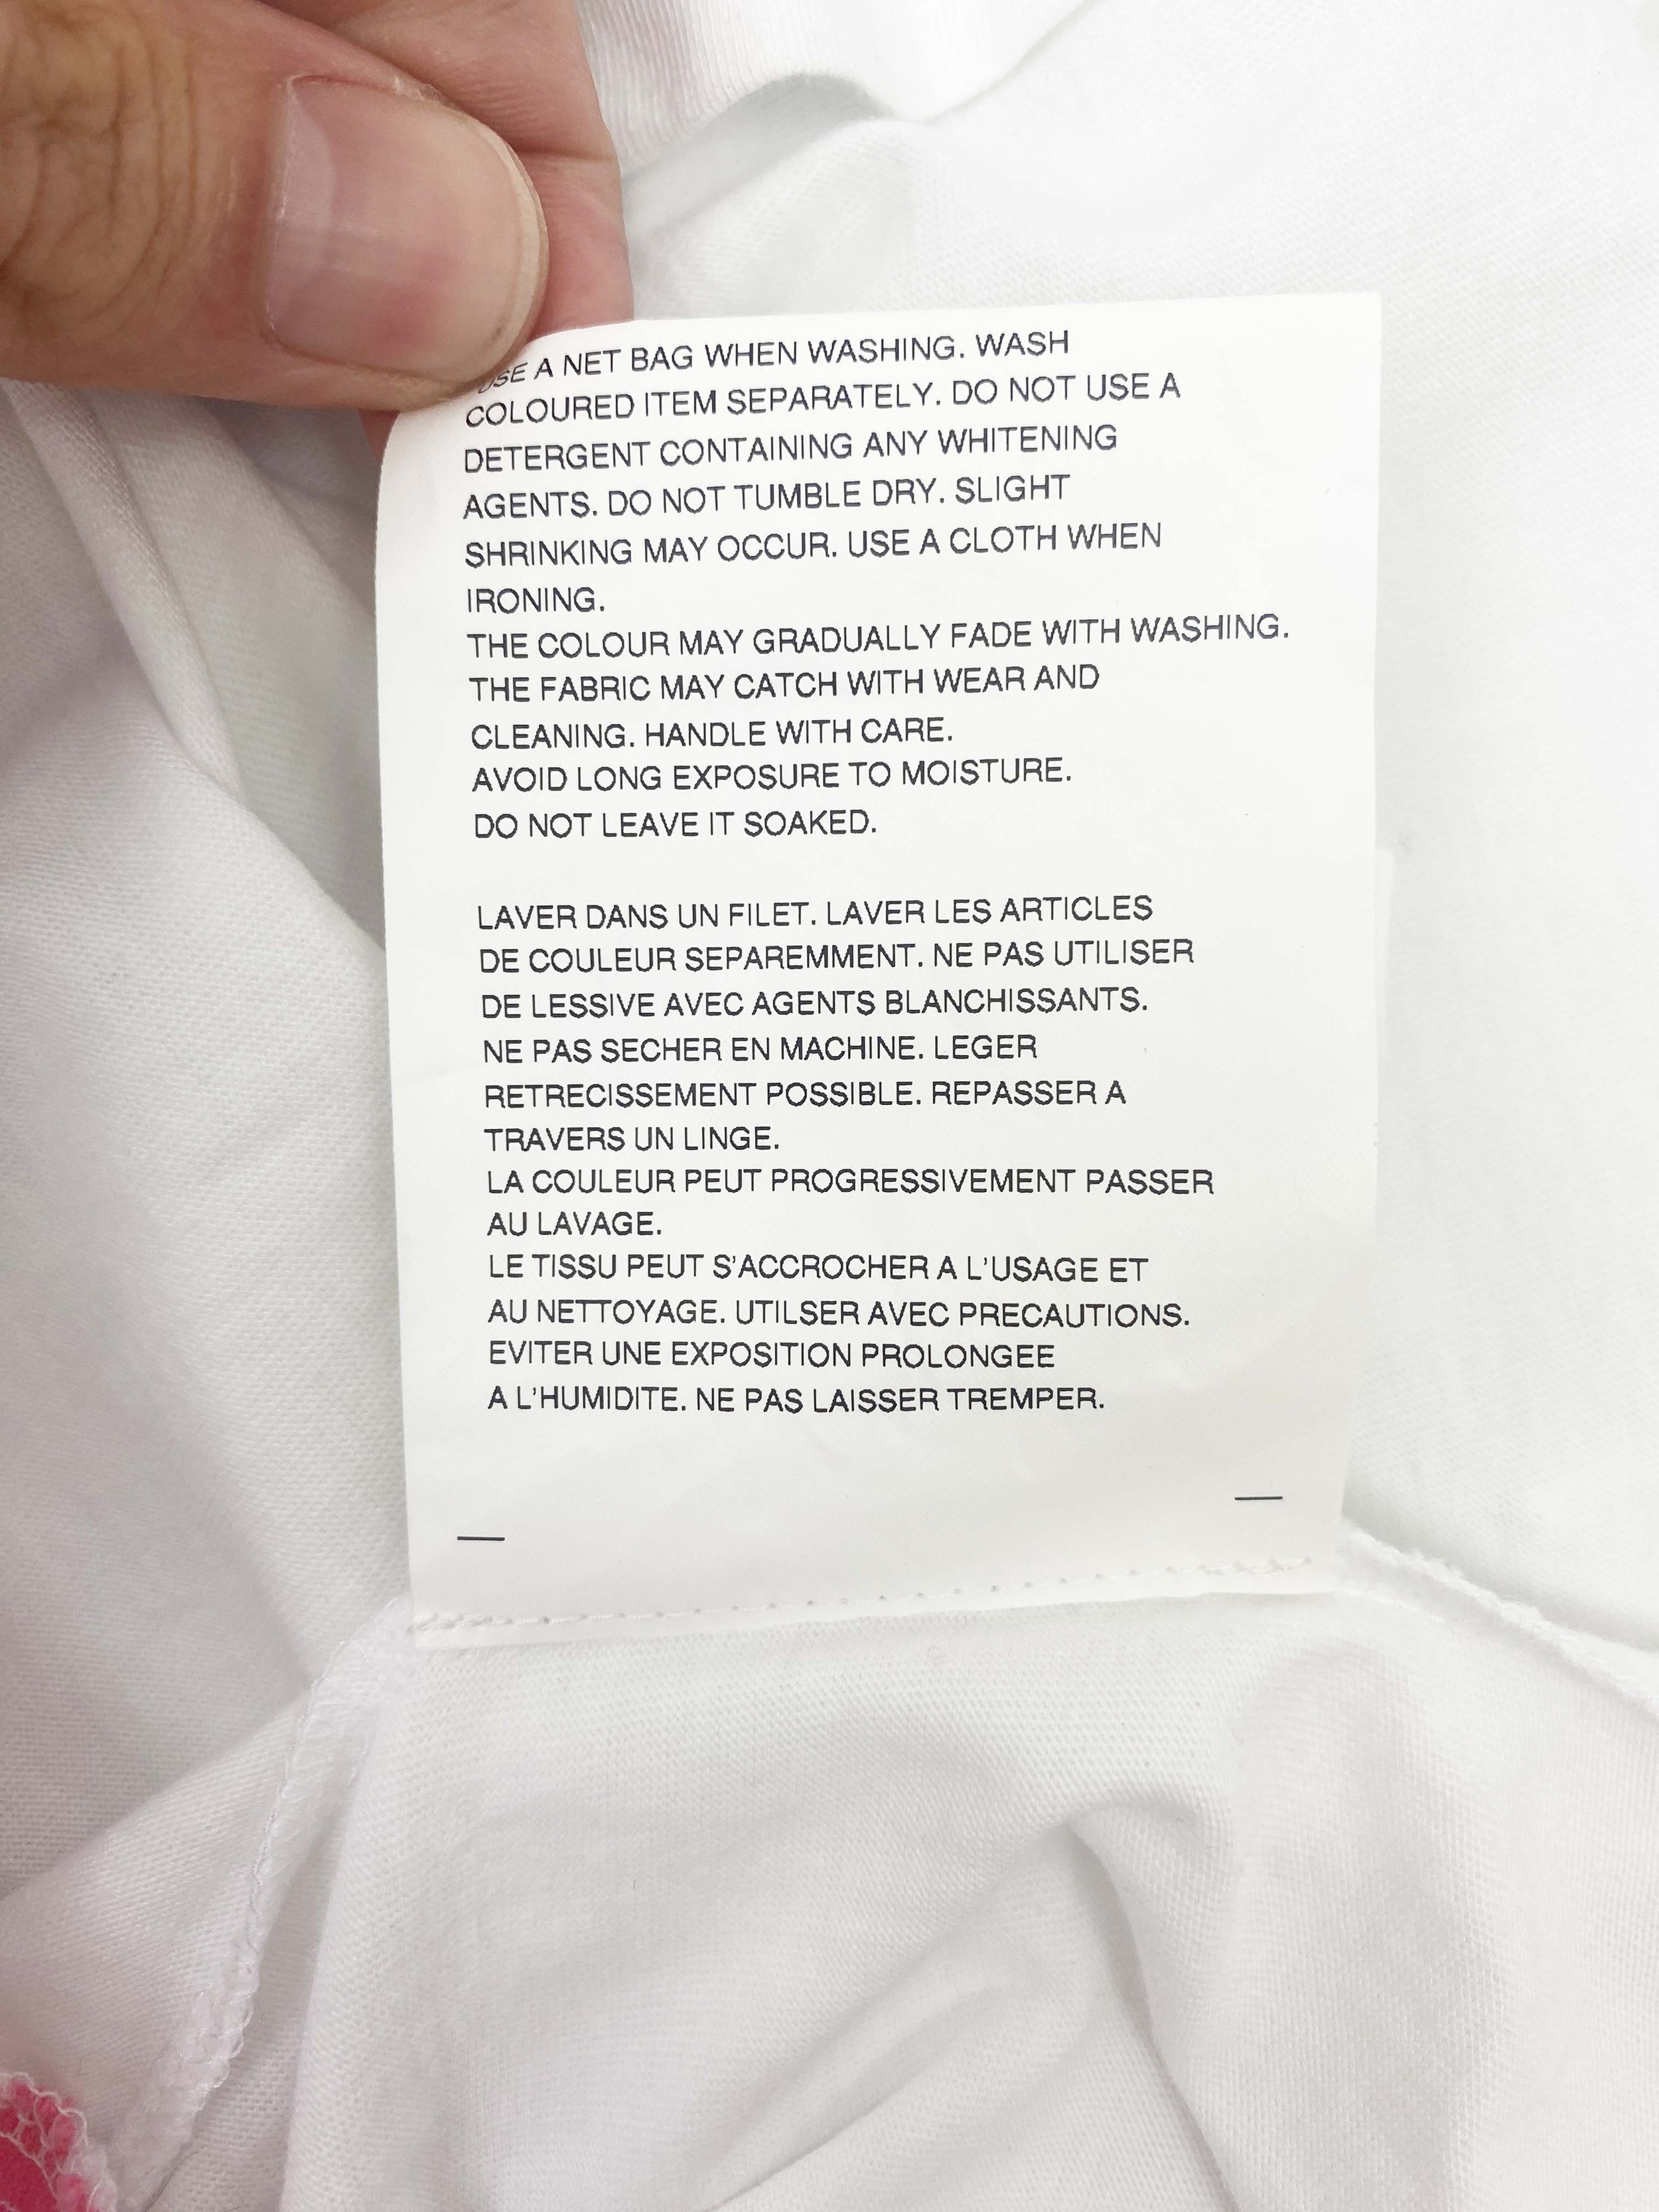 USE A NET BAG WHEN WASHING. WASH
COLOURED ITEM SEPARATELY. DO NOT USE A
DETERGENT CONTAINING ANY WHITENING
AGENTS. DO NOT TUMBLE DRY. SLIGHT
SHRINKING MAY OCCUR. USE A CLOTH WHEN
IRONING.
THE COLOUR MAY GRADUALLY FADE WITH WASHING.
THE FABRIC MAY CATCH WITH WEAR AND
CLEANING. HANDLE WITH CARE.
AVOID LONG EXPOSURE TO MOISTURE.
DO NOT LEAVE IT SOAKED.
LAVER DANS UN FILET. LAVER LES ARTICLES
DE COULEUR SEPAREMMENT. NE PAS UTILISER
DE LESSIVE AVEC AGENTS BLANCHISSANTS.
NE PAS SECHER EN MACHINE. LEGER
RETRECISSEMENT POSSIBLE. REPASSER A
TRAVERS UN LINGE.
LA COULEUR PEUT PROGRESSIVEMENT PASSER
AU LAVAGE.
LE TISSU PEUT S'ACCROCHER A L'USAGE ET
AU NETTOYAGE. UTILSER AVEC PRECAUTIONS.
EVITER UNE EXPOSITION PROLONGEE
A L'HUMIDITE. NE PAS LAISSER TREMPER.